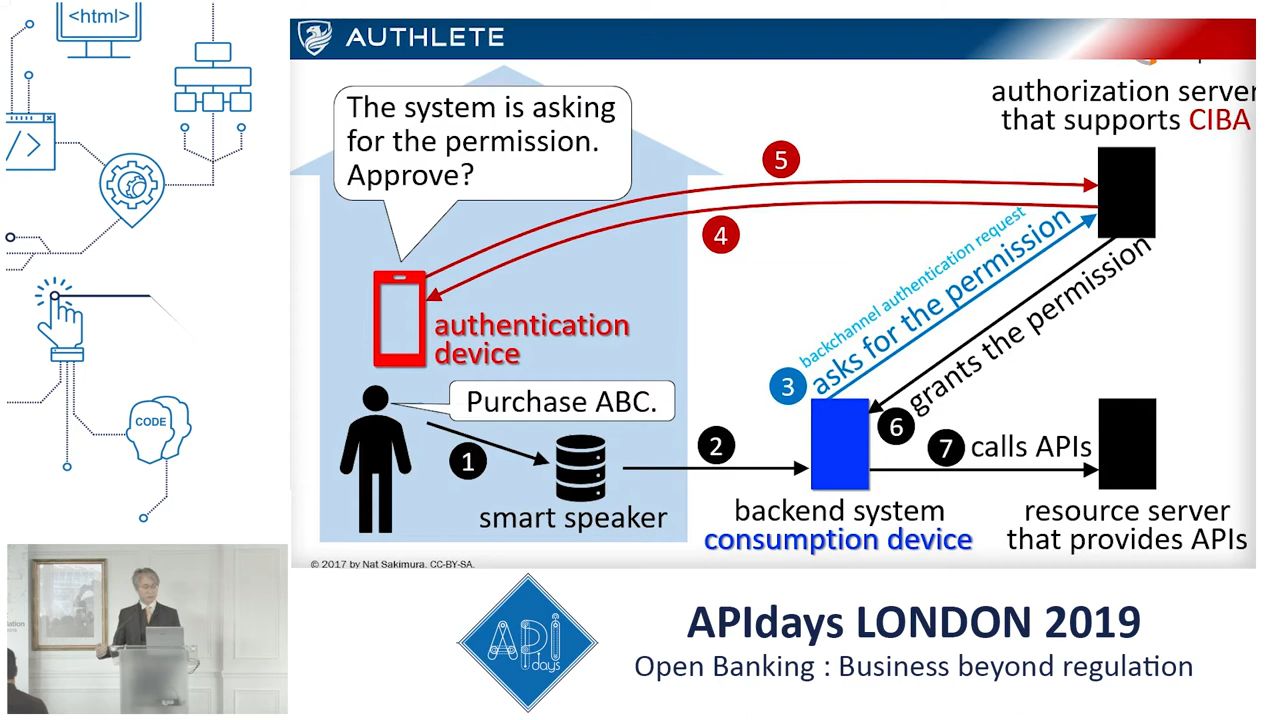 <html>
AUTHLETE
The system is asking
for the permission.
Approve?
authorization server
that supports CIBA
5
4
backchannel authentication request
asks for the permission
3
grants the permission
authentication
device
Purchase ABC.
1
2
6
7
calls APIs
smart speaker
backend system
consumption device
resource server
that provides APIs
© 2017 by Nat Sakimura. CC-BY-SA.
</>
CODE
API
days
APIdays LONDON 2019
Open Banking : Business beyond regulation